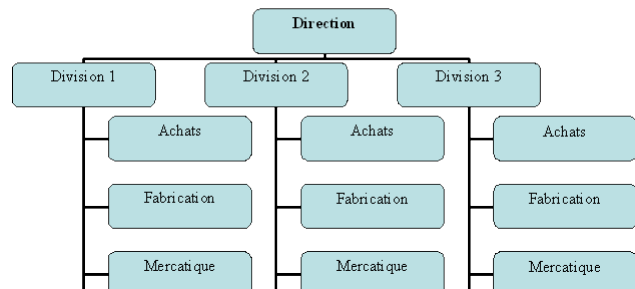 Direction
Division 1
Division 2
Division 3
Achats
Achats
Achats
Fabrication
Fabrication
Fabrication
Mercatique
Mercatique
Mercatique